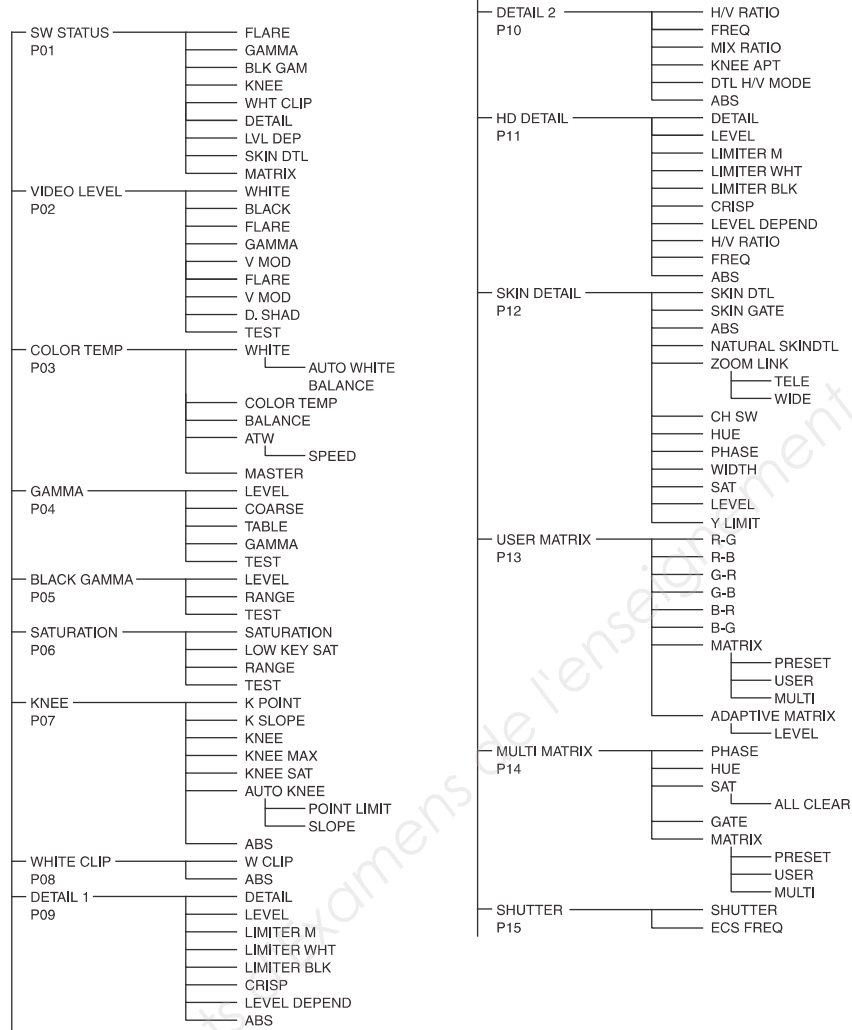 SW STATUS
P01
FLARE
GAMMA
BLK GAM
KNEE
WHT CLIP
DETAIL
LVL DEP
SKIN DTL
MATRIX
VIDEO LEVEL
P02
WHITE
BLACK
FLARE
GAMMA
V MOD
FLARE
V MOD
D. SHAD
TEST
COLOR TEMP
P03
WHITE
AUTO WHITE
BALANCE
COLOR TEMP
BALANCE
ATW
SPEED
MASTER
GAMMA
P04
LEVEL
COARSE
TABLE
GAMMA
TEST
BLACK GAMMA
P05
LEVEL
RANGE
TEST
SATURATION
P06
SATURATION
LOW KEY SAT
RANGE
TEST
KNEE
P07
K POINT
K SLOPE
KNEE
KNEE MAX
KNEE SAT
AUTO KNEE
POINT LIMIT
SLOPE
ABS
WHITE CLIP
P08
W CLIP
ABS
DETAIL 1
P09
DETAIL
LEVEL
LIMITER M
LIMITER WHT
LIMITER BLK
CRISP
LEVEL DEPEND
ABS
DETAIL 2
P10
H/V RATIO
FREQ
MIX RATIO
KNEE APT
DTL H/V MODE
ABS
HD DETAIL
P11
DETAIL
LEVEL
LIMITER M
LIMITER WHT
LIMITER BLK
CRISP
LEVEL DEPEND
H/V RATIO
FREQ
ABS
SKIN DETAIL
P12
SKIN DTL
SKIN GATE
ABS
NATURAL SKINDTL
ZOOM LINK
TELE
WIDE
CH SW
HUE
PHASE
WIDTH
SAT
LEVEL
Y LIMIT
USER MATRIX
P13
R-G
R-B
G-R
G-B
B-R
B-G
MATRIX
PRESET
USER
MULTI
ADAPTIVE MATRIX
LEVEL
MULTI MATRIX
P14
PHASE
HUE
SAT
ALL CLEAR
GATE
MATRIX
PRESET
USER
MULTI
SHUTTER
P15
SHUTTER
ECS FREQ
ts d'examens de l'enseignement